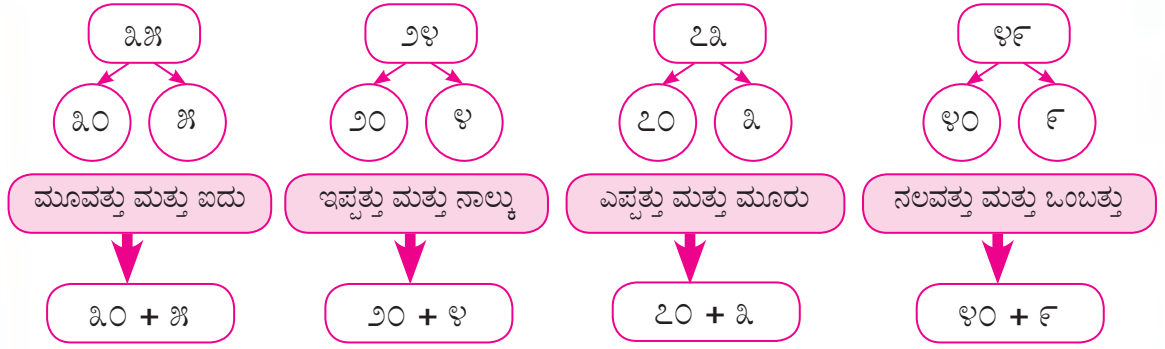 ೩೫ ೨೪ ೭೩ ೪೯
೩೦ ೫ ೨೦ ೪ ೭೦ ೩ ೪೦ ೯
ಮೂವತ್ತು ಮತ್ತು ಐದು ಇಪ್ಪತ್ತು ಮತ್ತು ನಾಲ್ಕು ಎಪ್ಪತ್ತು ಮತ್ತು ಮೂರು ನಲವತ್ತು ಮತ್ತು ಒಂಬತ್ತು
೩೦ + ೫ ೨೦ + ೪ ೭೦ + ೩ ೪೦ + ೯